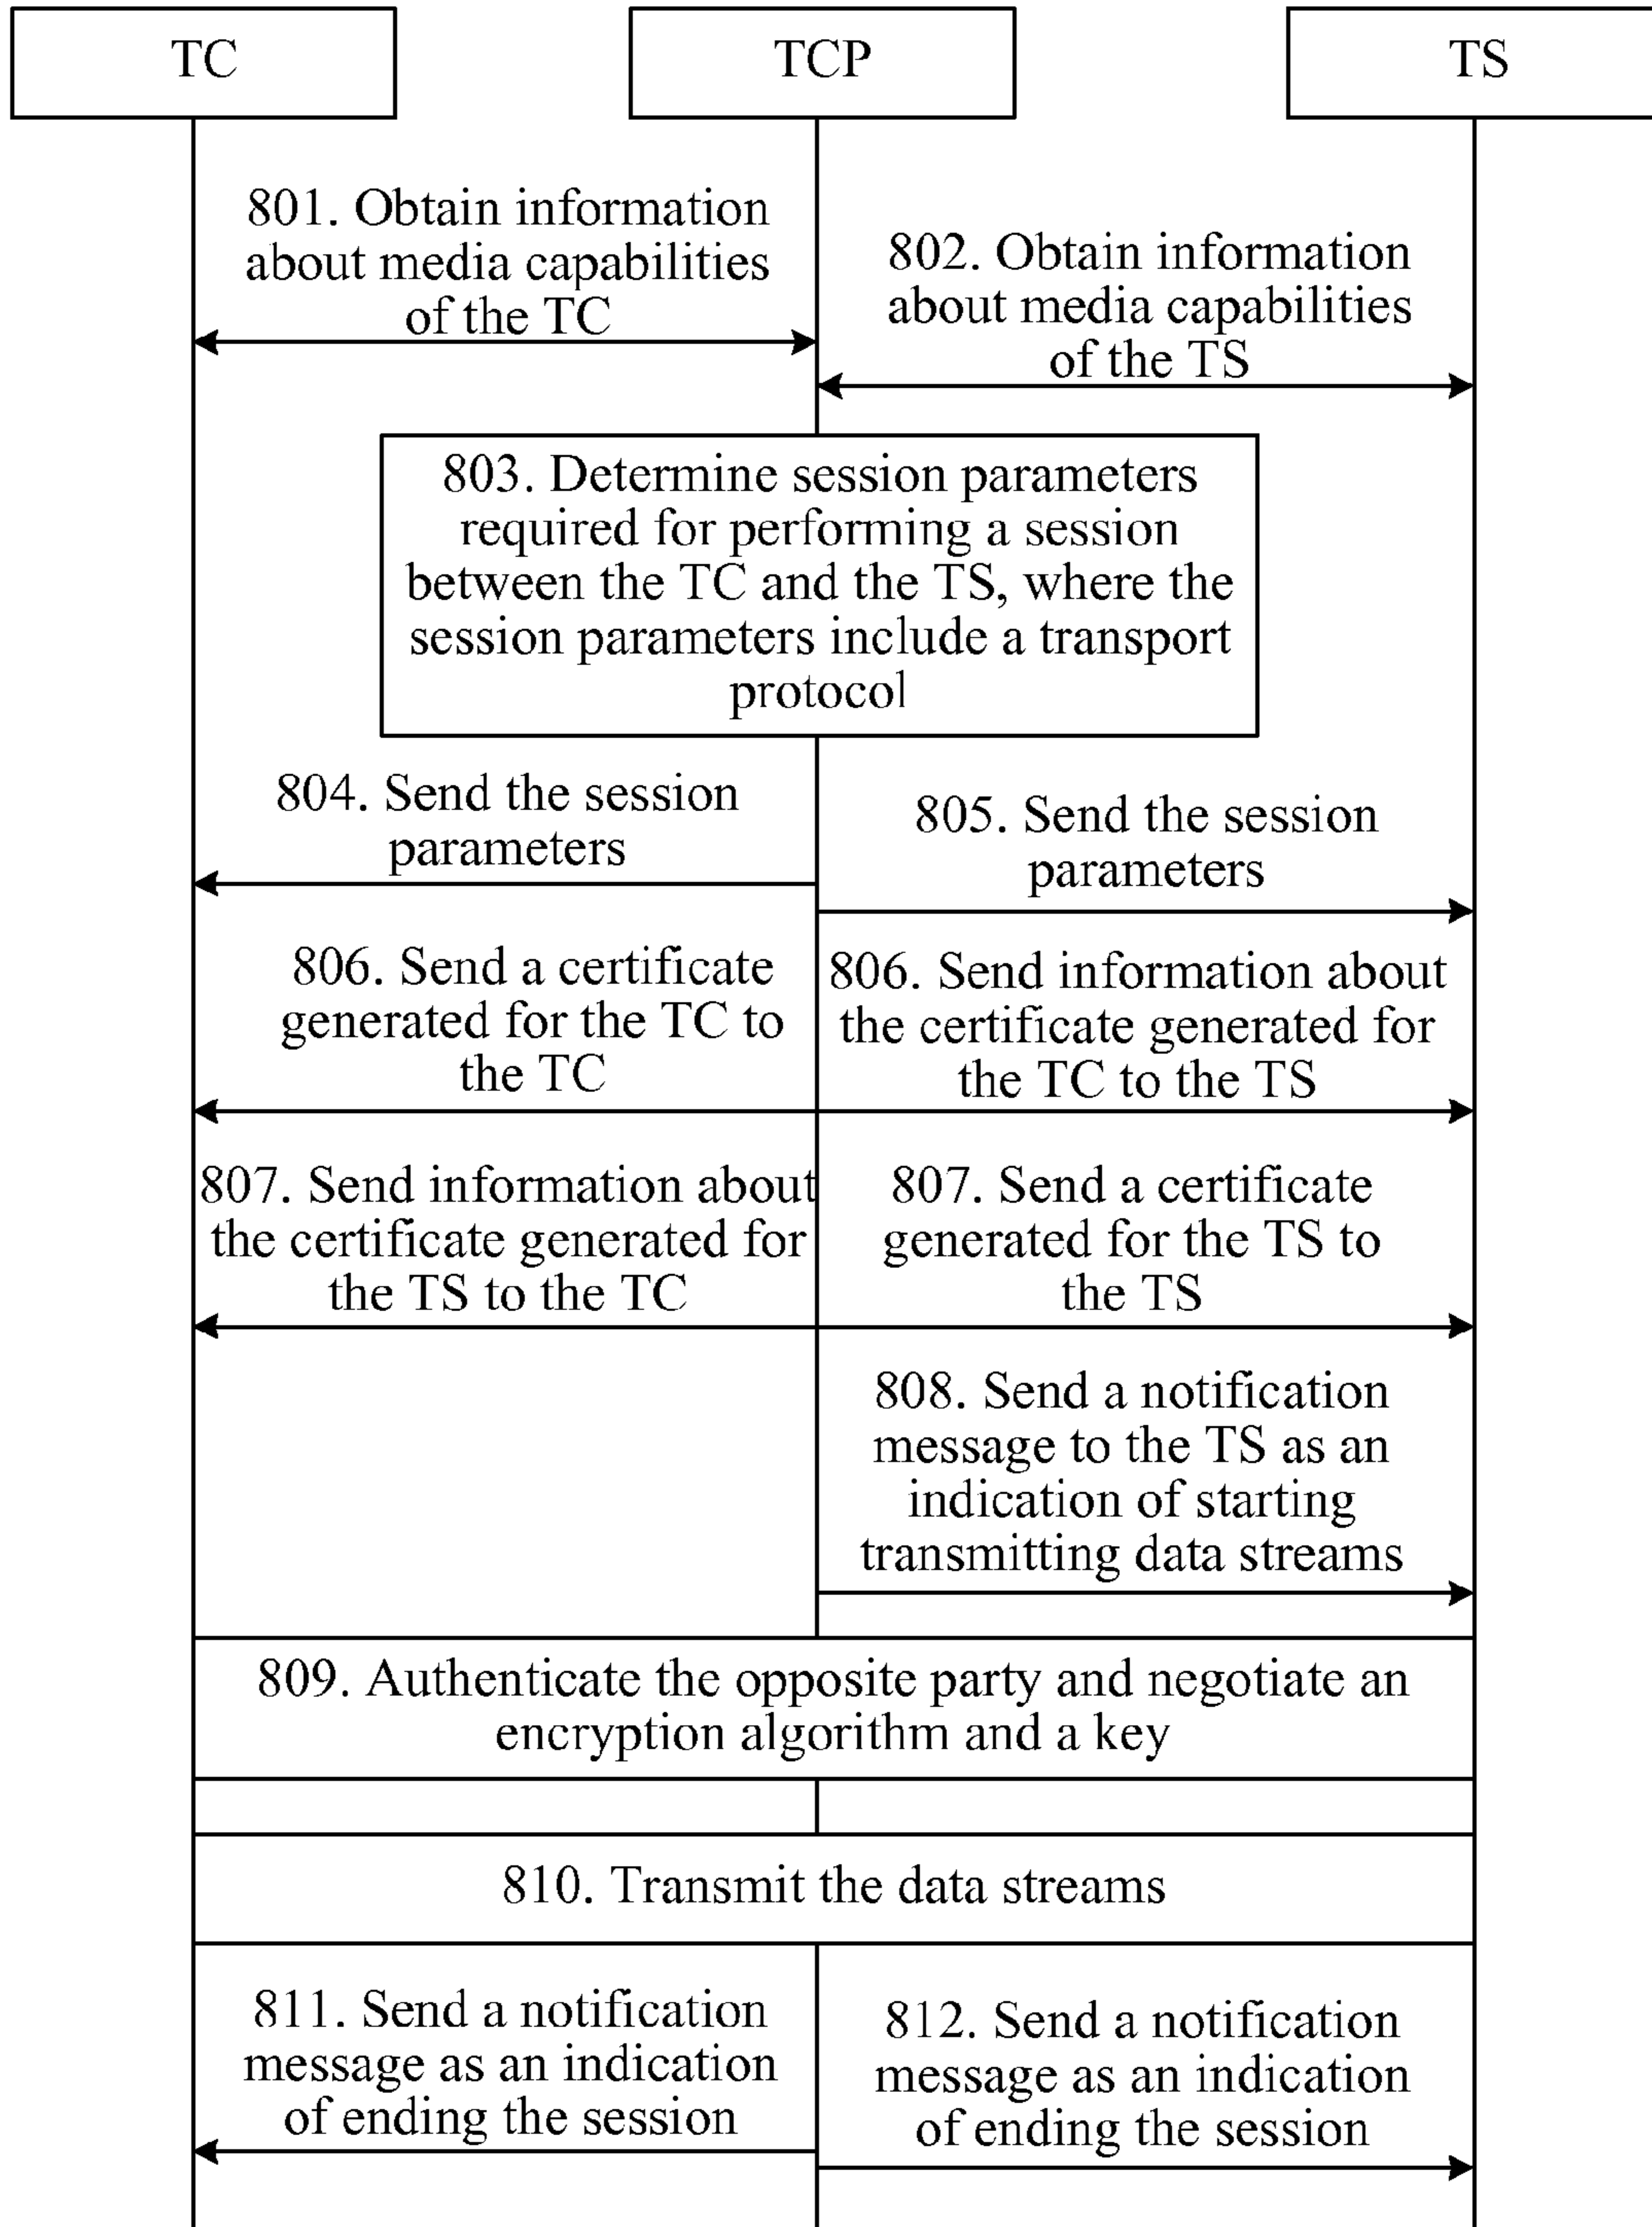 TC
TCP
TS
801. Obtain information
about media capabilities
of the TC
802. Obtain information
about media capabilities
of the TS
803. Determine session parameters
required for performing a session
between the TC and the TS, where the
session parameters include a transport
protocol
804. Send the session
parameters
805. Send the session
parameters
806. Send a certificate
generated for the TC to
the TC
806. Send information about
the certificate generated for
the TC to the TS
807. Send information about
the certificate generated for
the TS to the TC
807. Send a certificate
generated for the TS to
the TS
808. Send a notification
message to the TS as an
indication of starting
transmitting data streams
809. Authenticate the opposite party and negotiate an
encryption algorithm and a key
810. Transmit the data streams
811. Send a notification
message as an indication
of ending the session
812. Send a notification
message as an indication
of ending the session